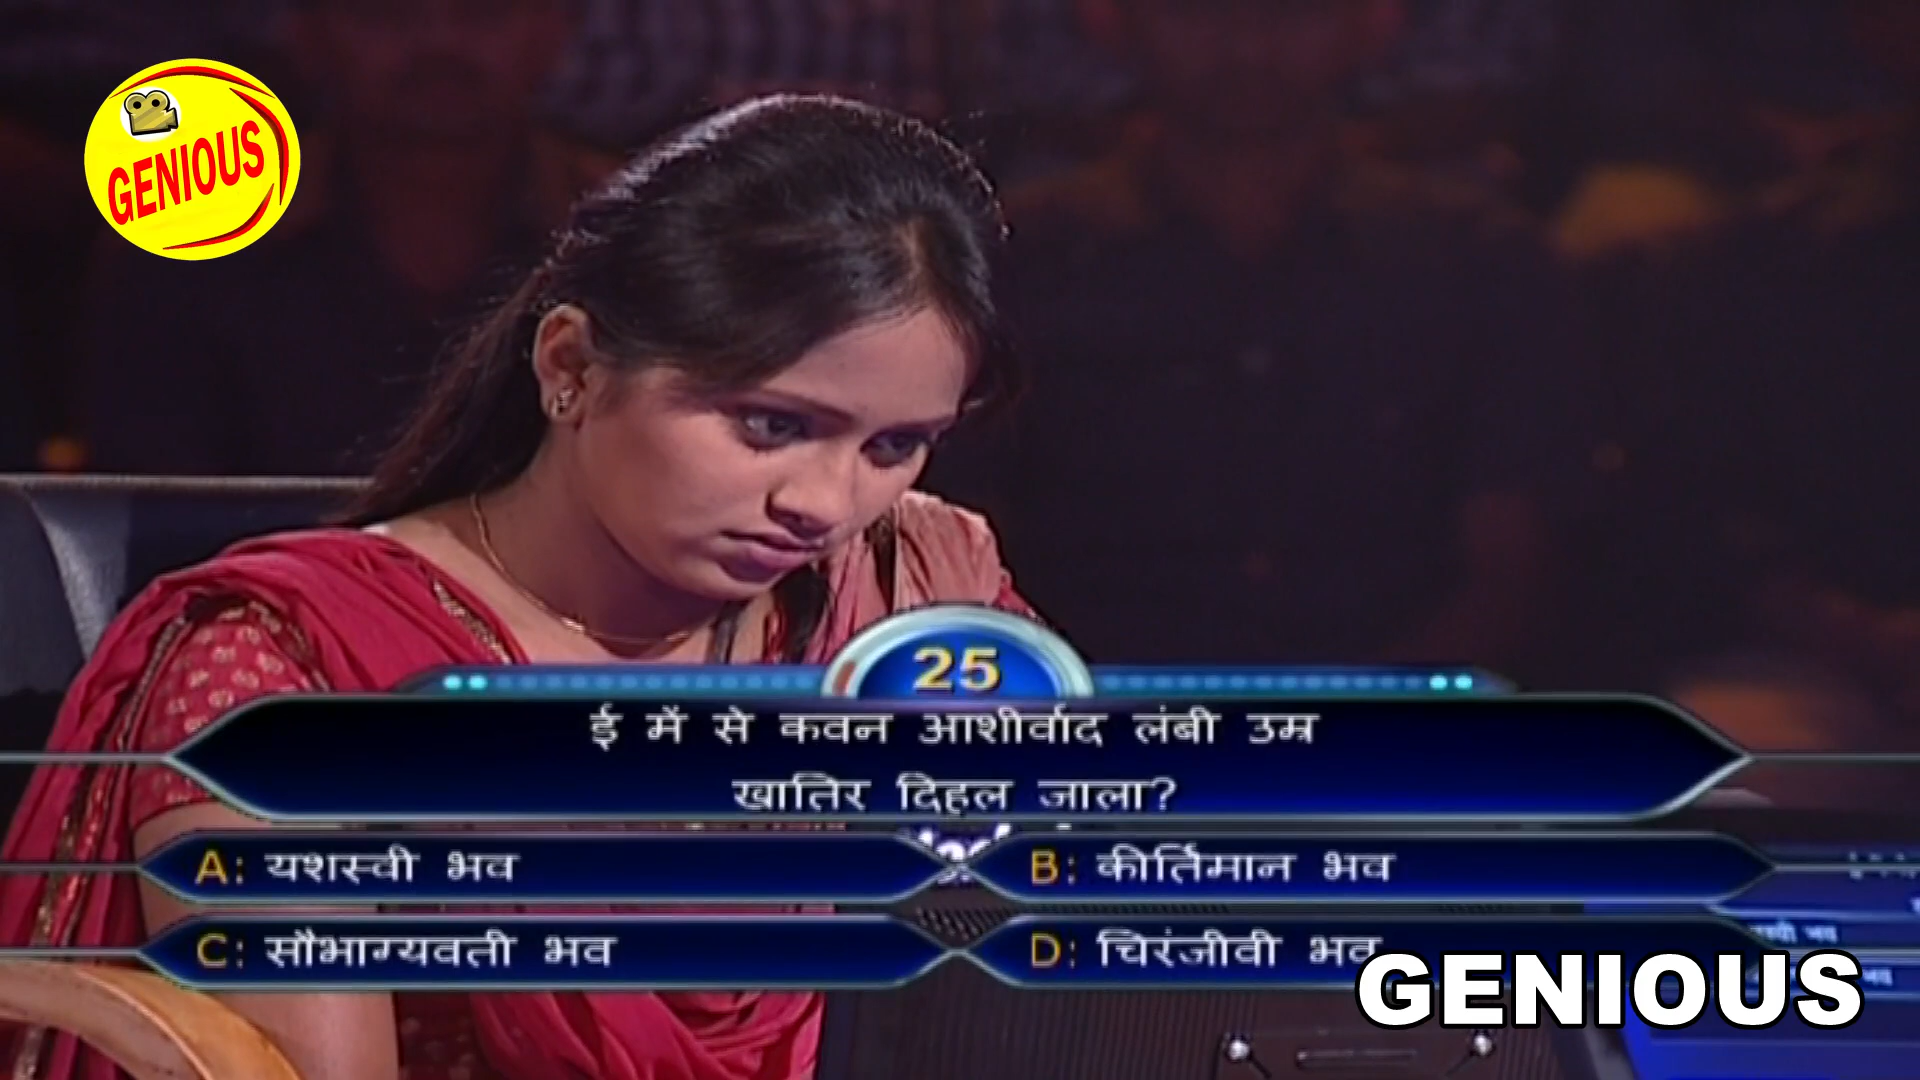 GENIOUS
25
ई में से कवन आशीर्वाद लंबी उम्र
खातिर दिहल जाला?
A: यशस्वी भव
B: कीर्तिमान भव
C: सौभाग्यवती भव
D: चिरंजीवी भव
GENIOUS